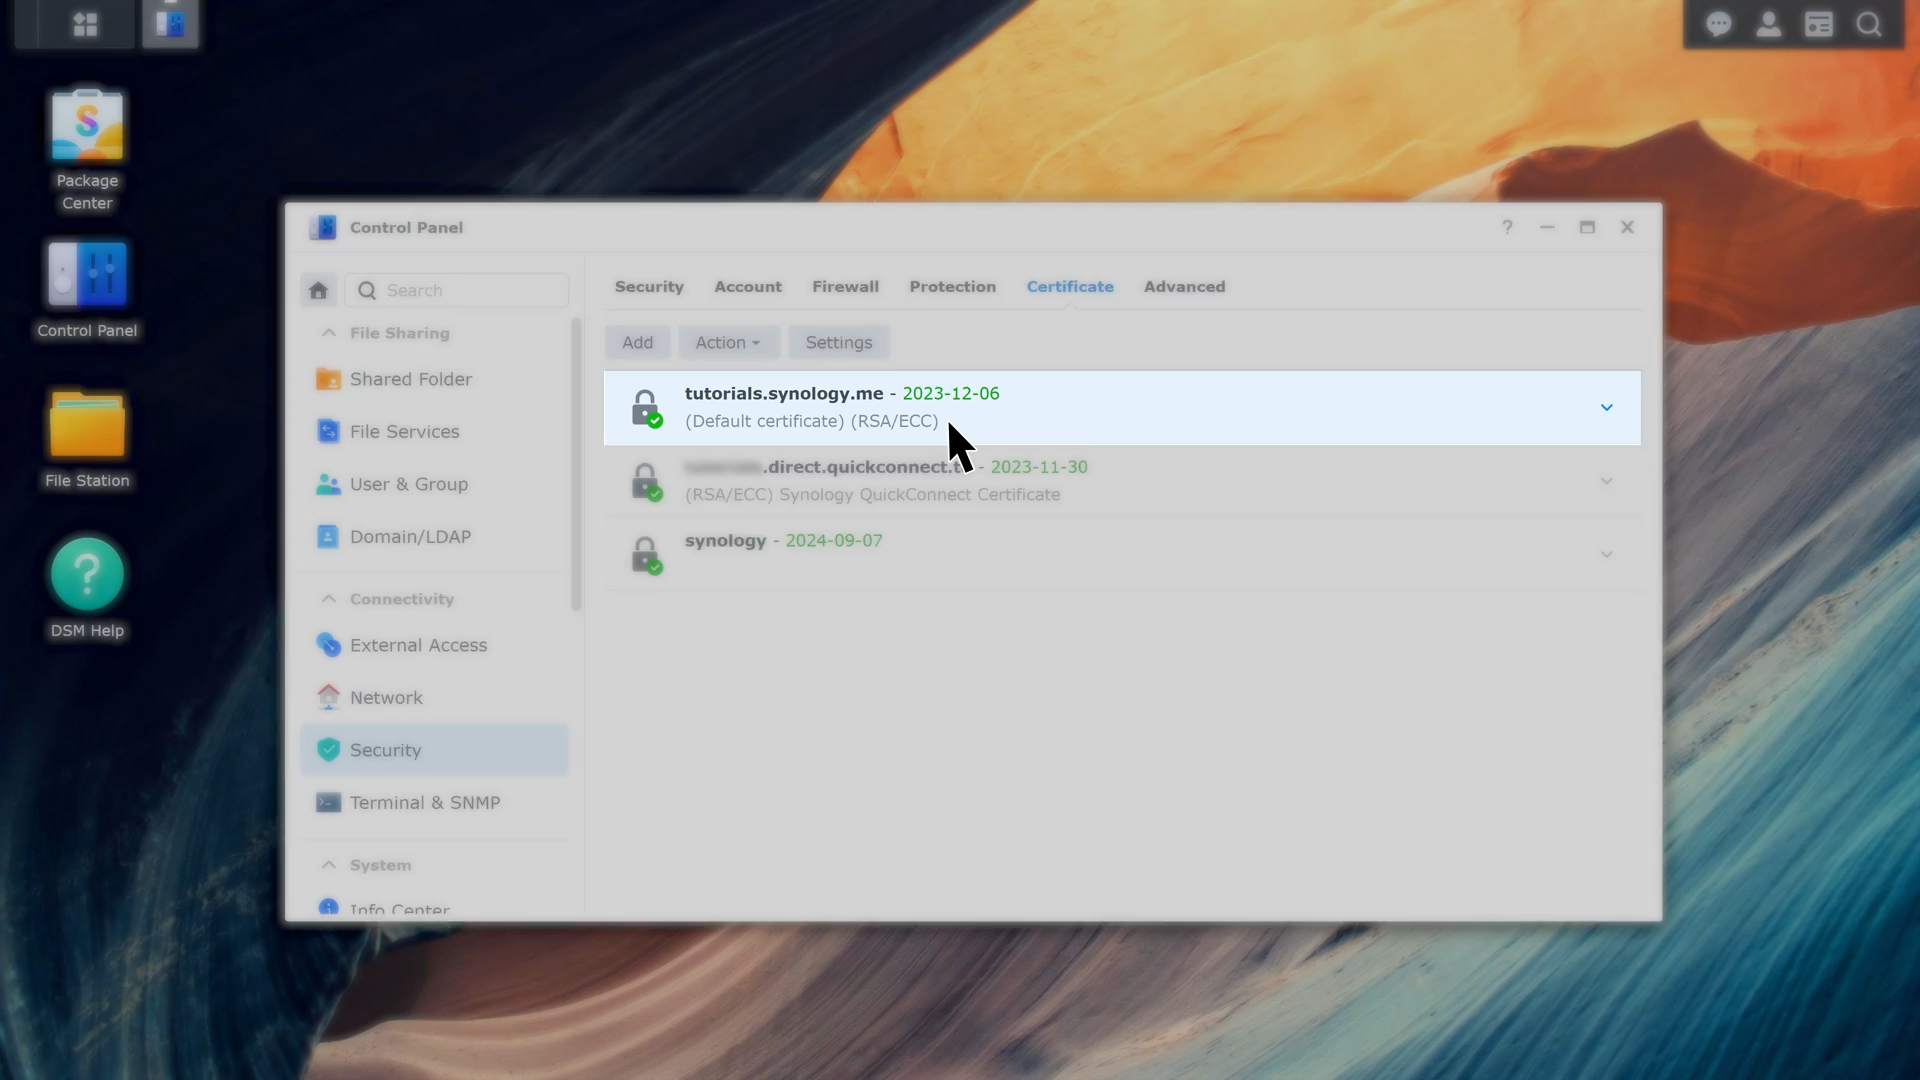 Package
Center
Control Panel
File Station
DSM Help
Control Panel
?
Search
File Sharing
Shared Folder
File Services
User & Group
Domain/LDAP
Connectivity
External Access
Network
Security
Terminal & SNMP
System
Info Center
Security Account Firewall Protection Certificate Advanced
Add Action Settings
tutorials.synology.me - 2023-12-06
(Default certificate) (RSA/ECC)
.direct.quickconnect. - 2023-11-30
(RSA/ECC) Synology QuickConnect Certificate
synology - 2024-09-07